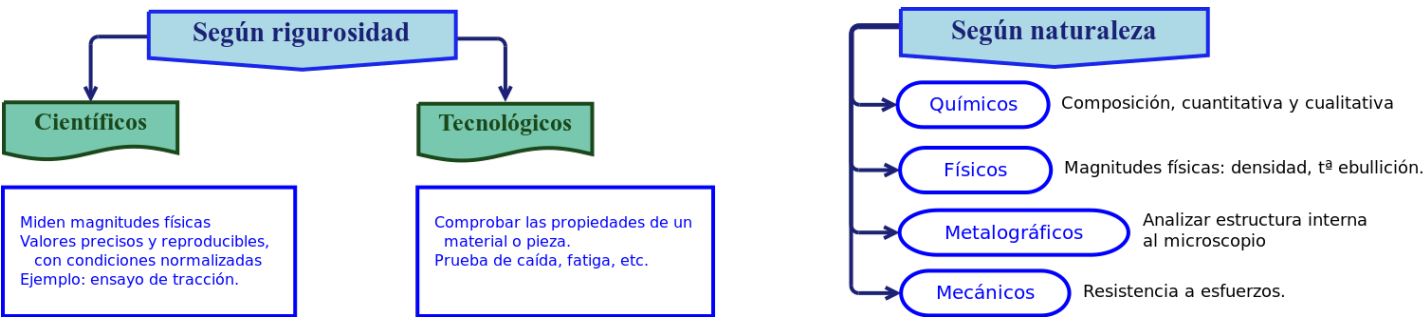 Según rigurosidad
Científicos
Tecnológicos
Miden magnitudes físicas
Valores precisos y reproducibles,
con condiciones normalizadas
Ejemplo: ensayo de tracción.
Comprobar las propiedades de un
material o pieza.
Prueba de caída, fatiga, etc.
Según naturaleza
Químicos
Composición, cuantitativa y cualitativa
Físicos
Magnitudes físicas: densidad, tª ebullición.
Metalográficos
Analizar estructura interna
al microscopio
Mecánicos
Resistencia a esfuerzos.